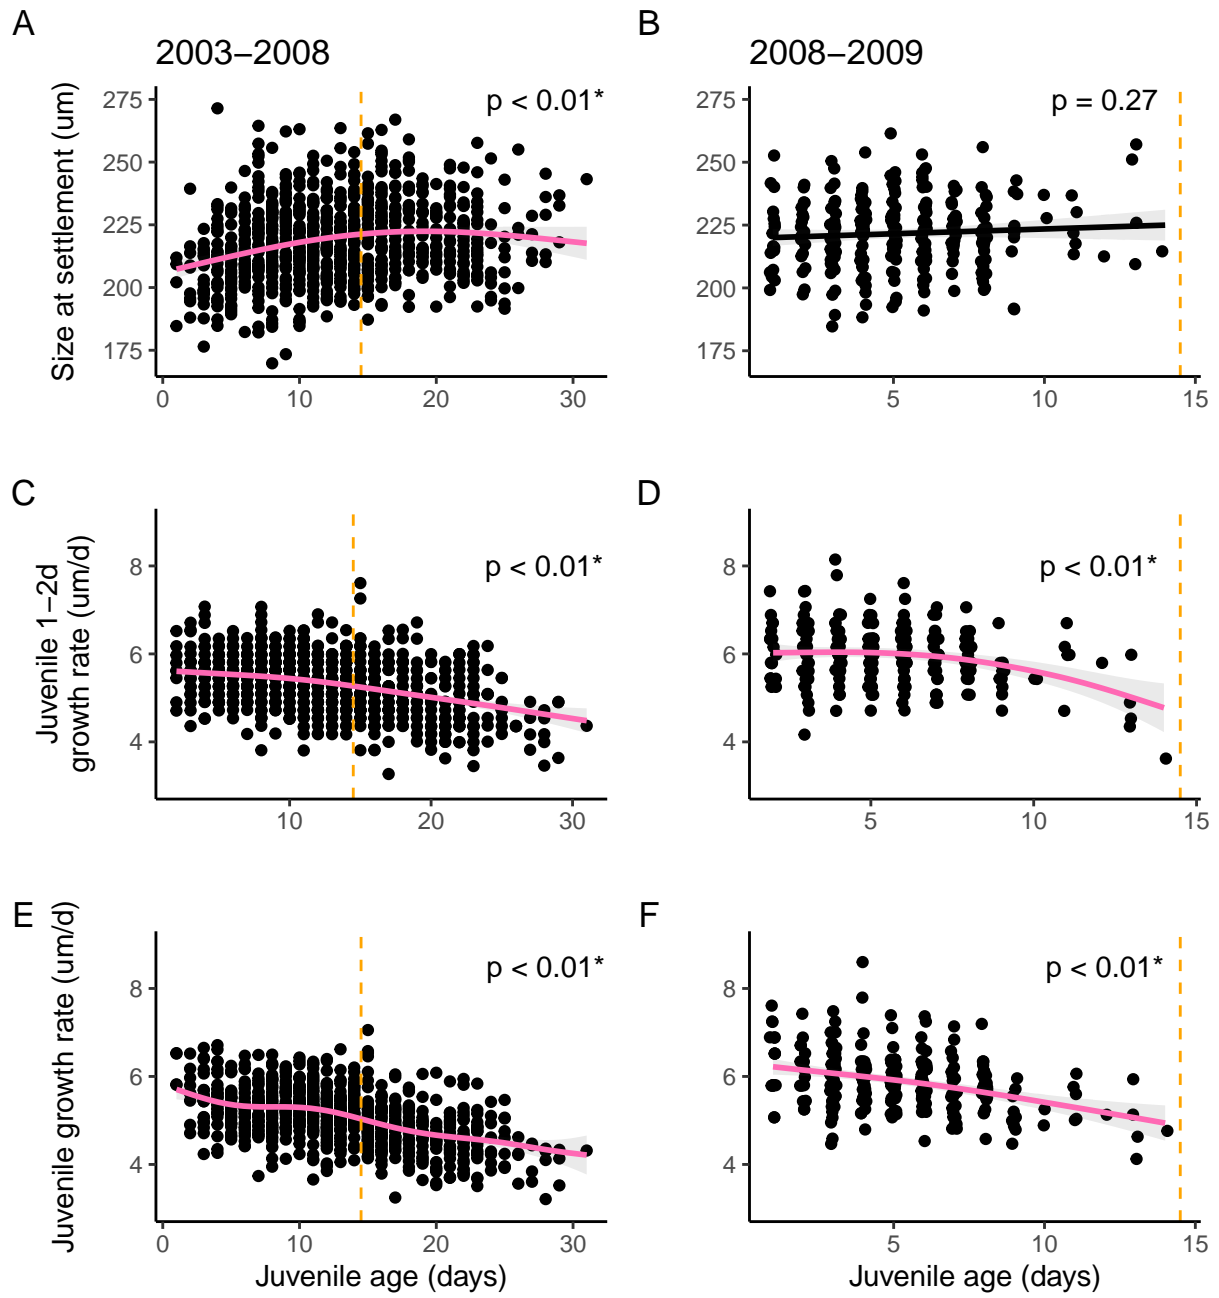 A
B
2003–2008
2008–2009
Size at settlement (um)
275
250
225
200
175
p < 0.01*
0
10
20
30
275
250
225
200
175
p = 0.27
5
10
15
C
D
Juvenile 1–2d
growth rate (um/d)
8
6
4
p < 0.01*
10
20
30
8
6
4
p < 0.01*
5
10
15
E
F
Juvenile growth rate (um/d)
8
6
4
p < 0.01*
0
10
20
30
Juvenile age (days)
8
6
4
p < 0.01*
5
10
15
Juvenile age (days)